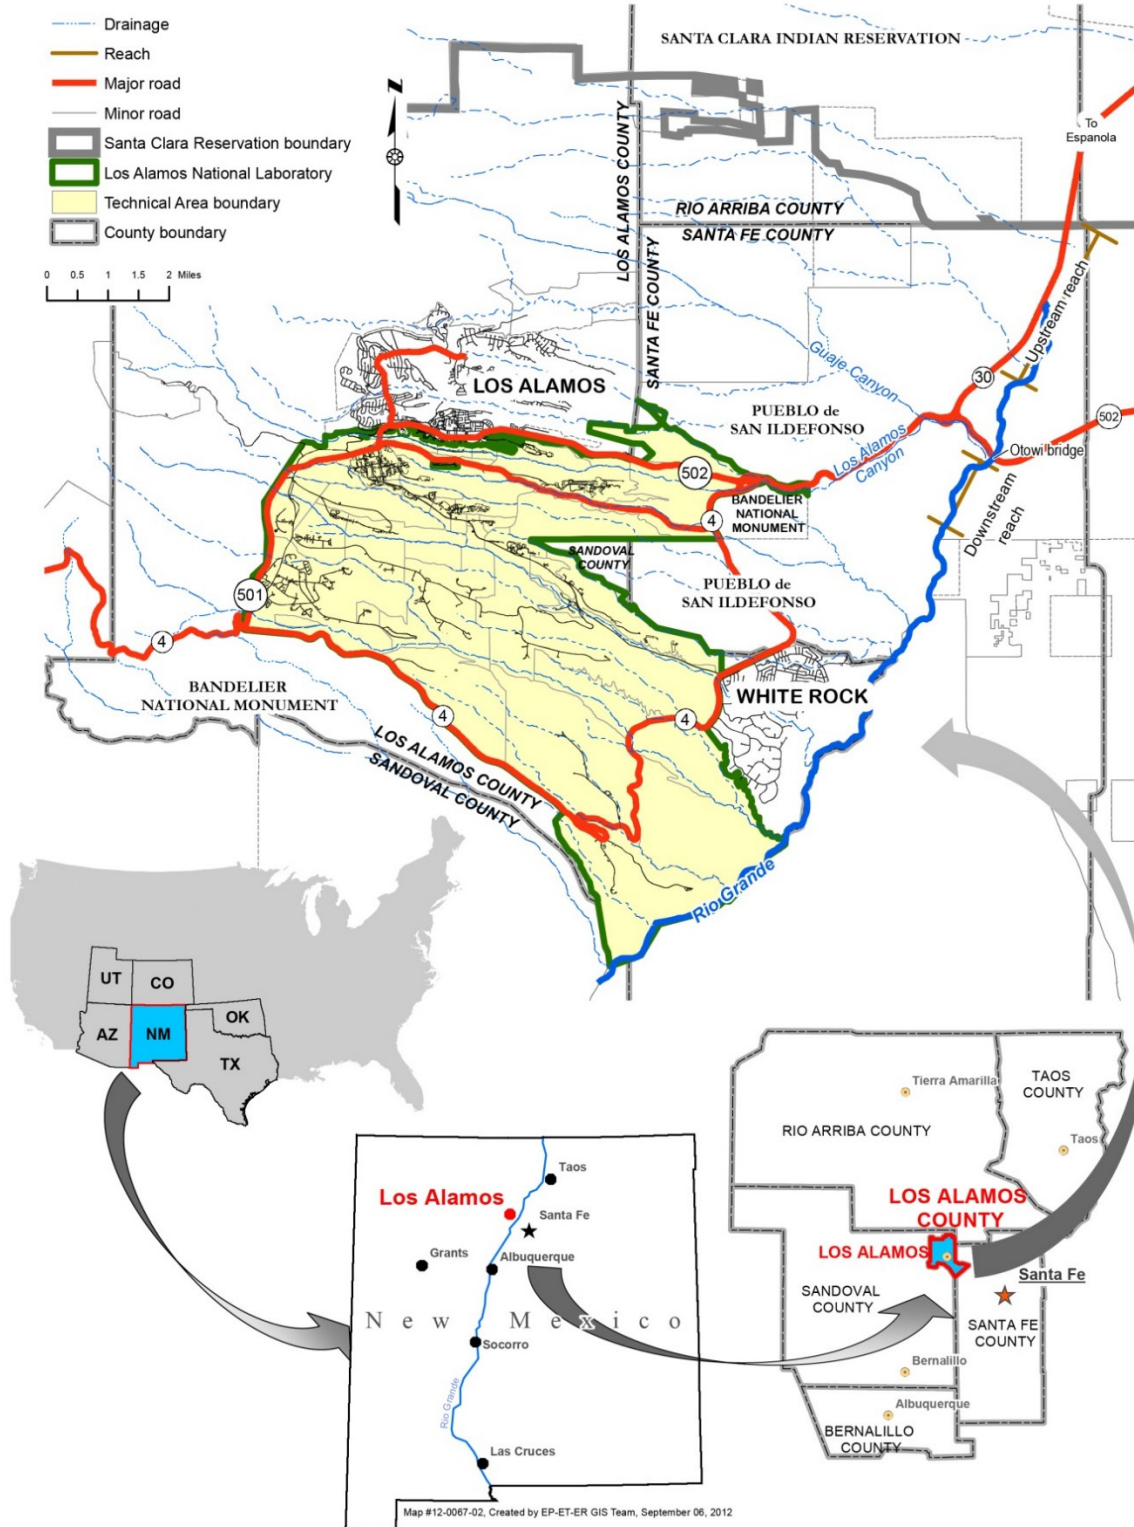 Drainage
Reach
Major road
Minor road
Santa Clara Reservation boundary
Los Alamos National Laboratory
Technical Area boundary
County boundary
0 0.5 1 1.5 2 Miles
Z
SANTA CLARA INDIAN RESERVATION
To
Espanola
LOS ALAMOS COUNTY
SANTA FE COUNTY
RIO ARRIBA COUNTY
SANTA FE COUNTY
Upstream reach
Guaje Canyon
30
LOS ALAMOS
PUEBLO de
SAN ILDEFONSO
502
Los Alamos
Canyon
Otowi bridge
502
BANDELIER
NATIONAL
MONUMENT
4
Downstream
reach
SANDOVAL
COUNTY
PUEBLO de
SAN ILDEFONSO
501
4
BANDELIER
NATIONAL MONUMENT
WHITE ROCK
4
4
LOS ALAMOS COUNTY
SANDOVAL COUNTY
Rio Grande
UT
CO
AZ
NM
OK
TX
Taos
Los Alamos
Santa Fe
Grants
Albuquerque
New Mexico
Socorro
Rio Grande
Las Cruces
Tierra Amarilla
TAOS
COUNTY
RIO ARRIBA COUNTY
Taos
LOS ALAMOS
COUNTY
LOS ALAMOS
Santa Fe
SANDOVAL
COUNTY
SANTA FE
COUNTY
Bernalillo
Albuquerque
BERNALILLO
COUNTY
Map #12-0067-02, Created by EP-ET-ER GIS Team, September 06, 2012